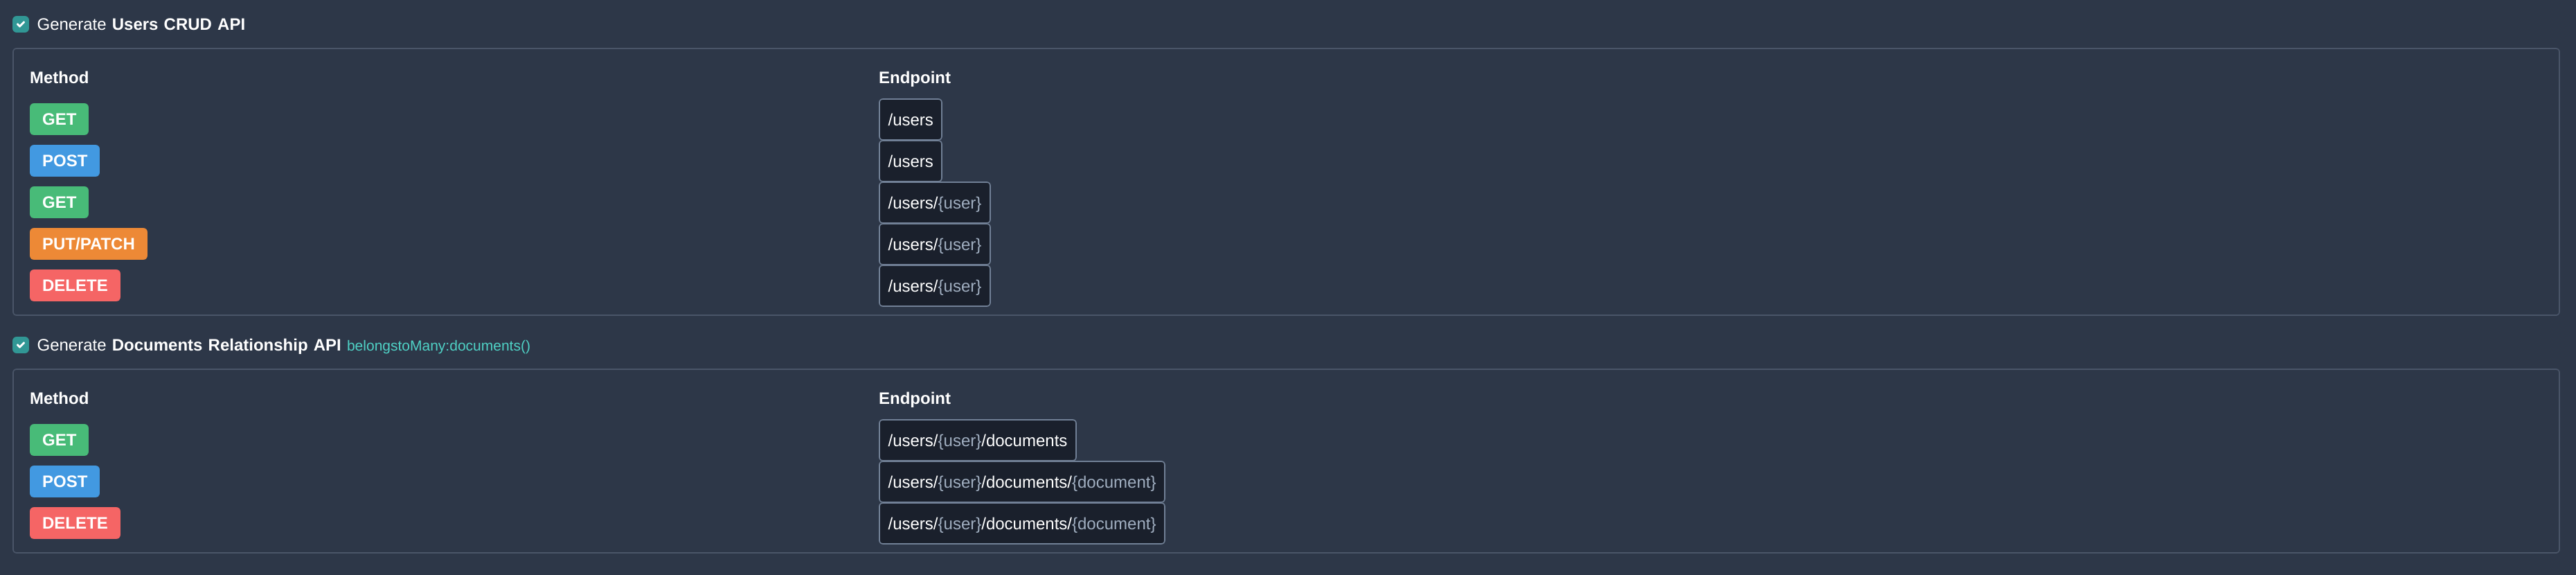 Generate Users CRUD API
Method Endpoint
GET /users
POST /users
GET /users/{user}
PUT/PATCH /users/{user}
DELETE /users/{user}
Generate Documents Relationship API belongstoMany:documents()
Method Endpoint
GET /users/{user}/documents
POST /users/{user}/documents/{document}
DELETE /users/{user}/documents/{document}